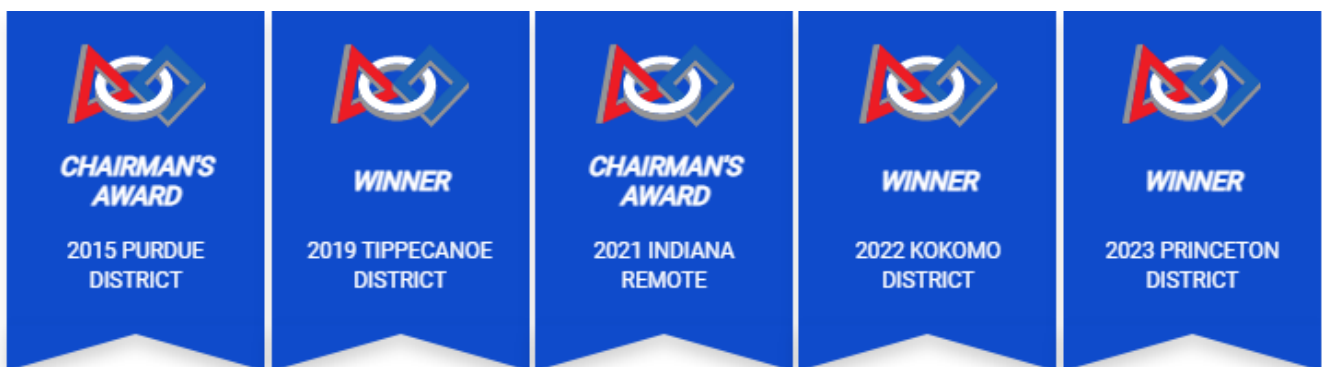 CHAIRMAN'S
AWARD
2015 PURDUE
DISTRICT
WINNER
2019 TIPPECANOE
DISTRICT
CHAIRMAN'S
AWARD
2021 INDIANA
REMOTE
WINNER
2022 KOKOMO
DISTRICT
WINNER
2023 PRINCETON
DISTRICT